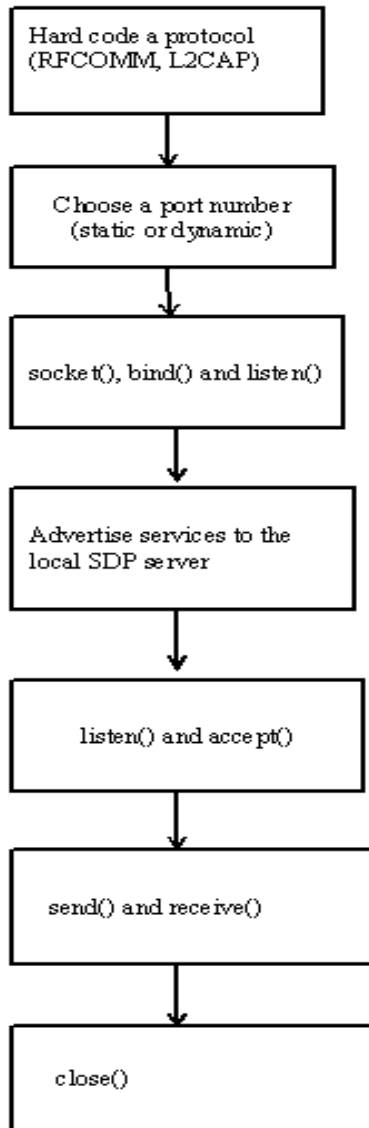 Hard code a protocol
(RFCOMM, L2CAP)
Choose a port number
(static or dynamic)
socket(), bind() and listen()
Advertise services to the
local SDP server
listen() and accept()
send() and receive()
close()